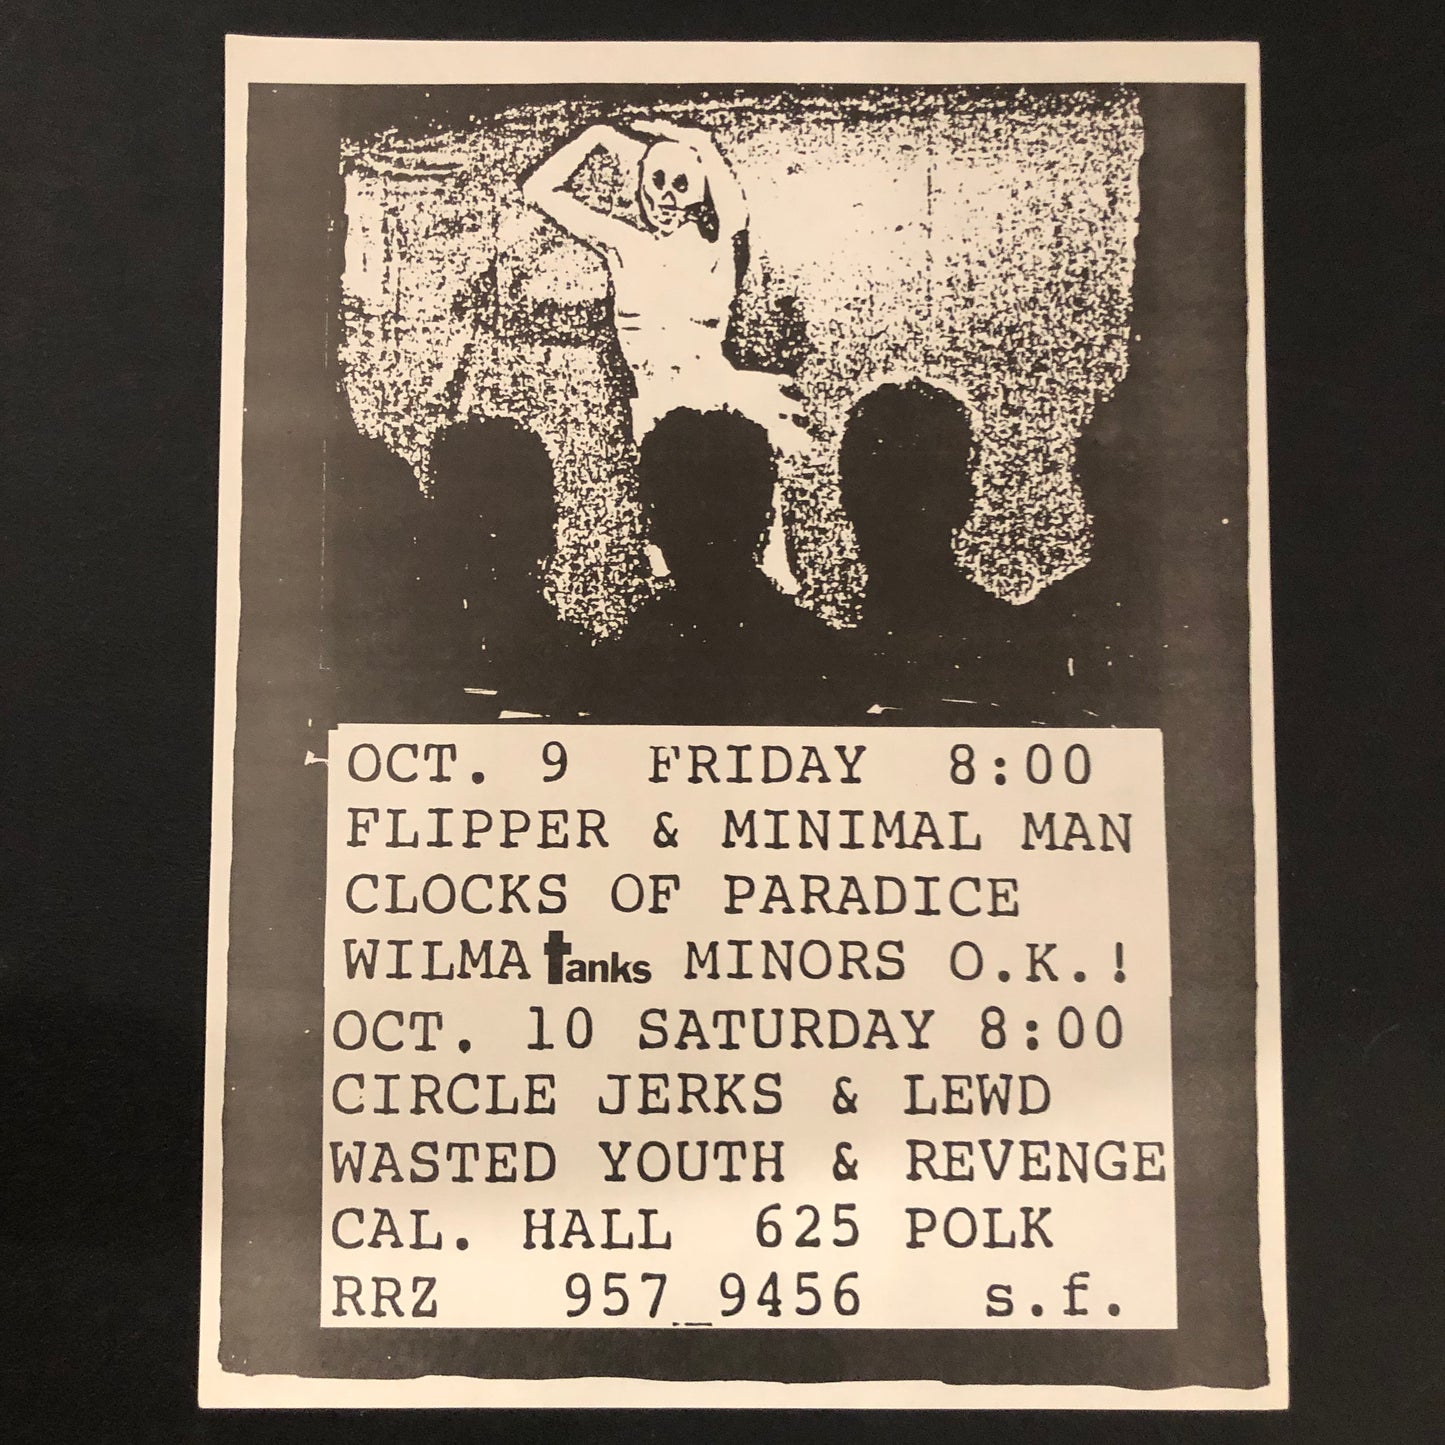 OCT. 9 FRIDAY 8:00
FLIPPER & MINIMAL MAN
CLOCKS OF PARADICE
WILMA tanks MINORS O.K.!
OCT. 10 SATURDAY 8:00
CIRCLE JERKS & LEWD
WASTED YOUTH & REVENGE
CAL. HALL 625 POLK
RRZ 957_9456 s.f.